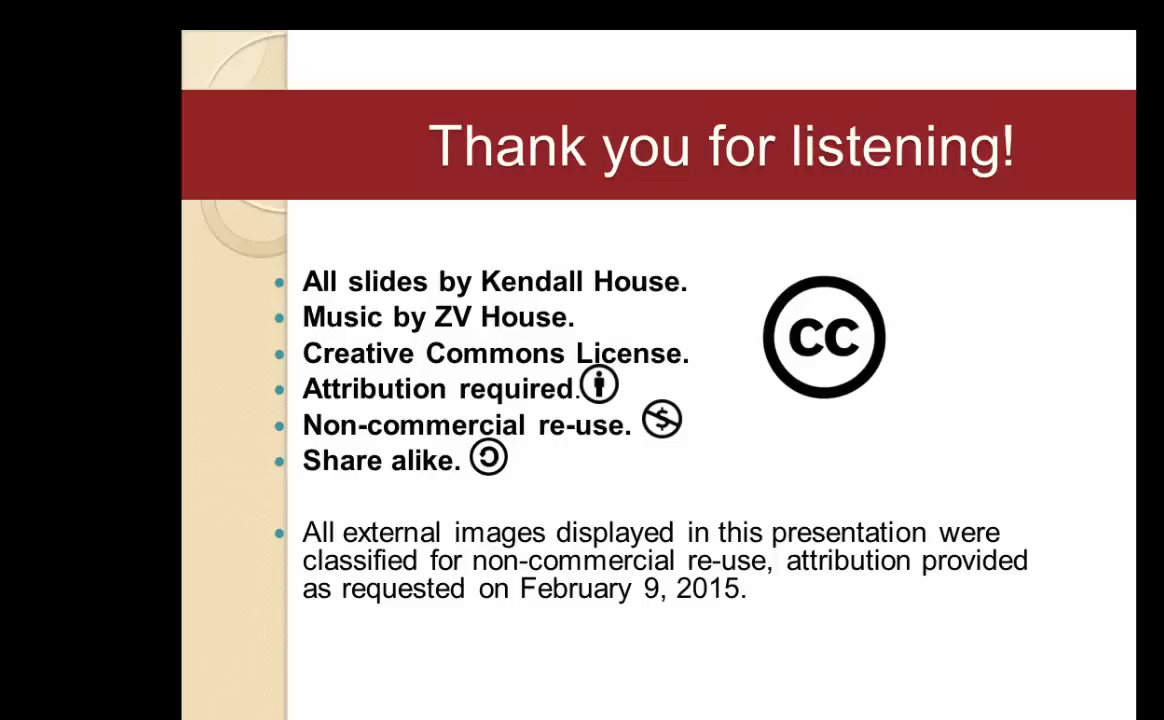 Thank you for listening!
All slides by Kendall House.
Music by ZV House.
cc
Creative Commons License.
Attribution required.
Non-commercial re-use.
Share alike.
All external images displayed in this presentation were
classified for non-commercial re-use, attribution provided
as requested on February 9, 2015.